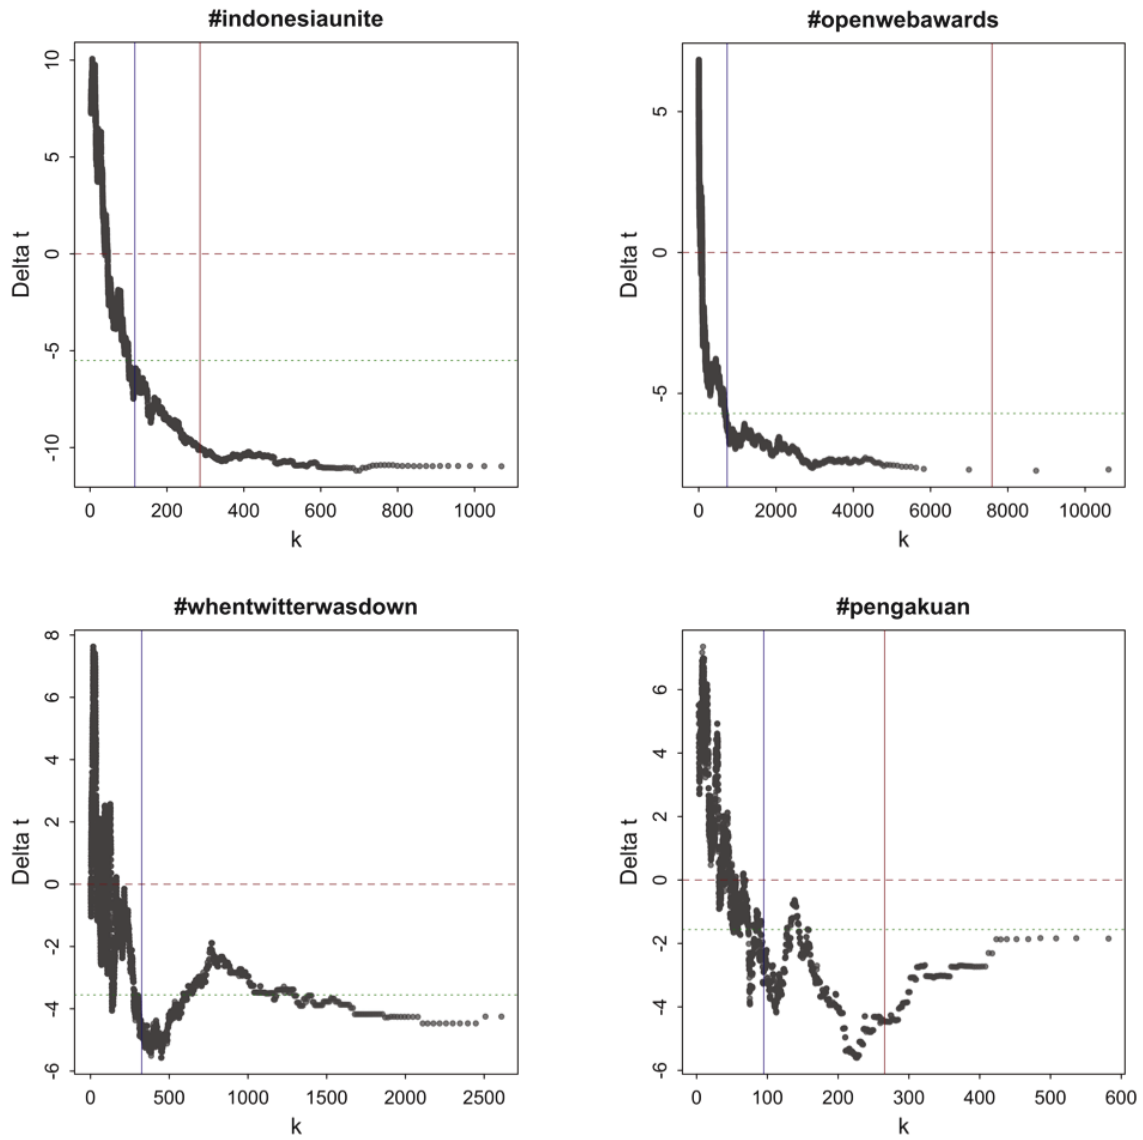 #indonesiaunite
10
5
0
-5
-10
Delta t
0 200 400 600 800 1000
k
#openwebawards
5
0
-5
Delta t
0 2000 4000 6000 8000 10000
k
#whentwitterwasdown
8
6
4
2
0
-2
-4
-6
Delta t
0 500 1000 1500 2000 2500
k
#pengakuan
6
4
2
0
-2
-4
-6
Delta t
0 100 200 300 400 500 600
k